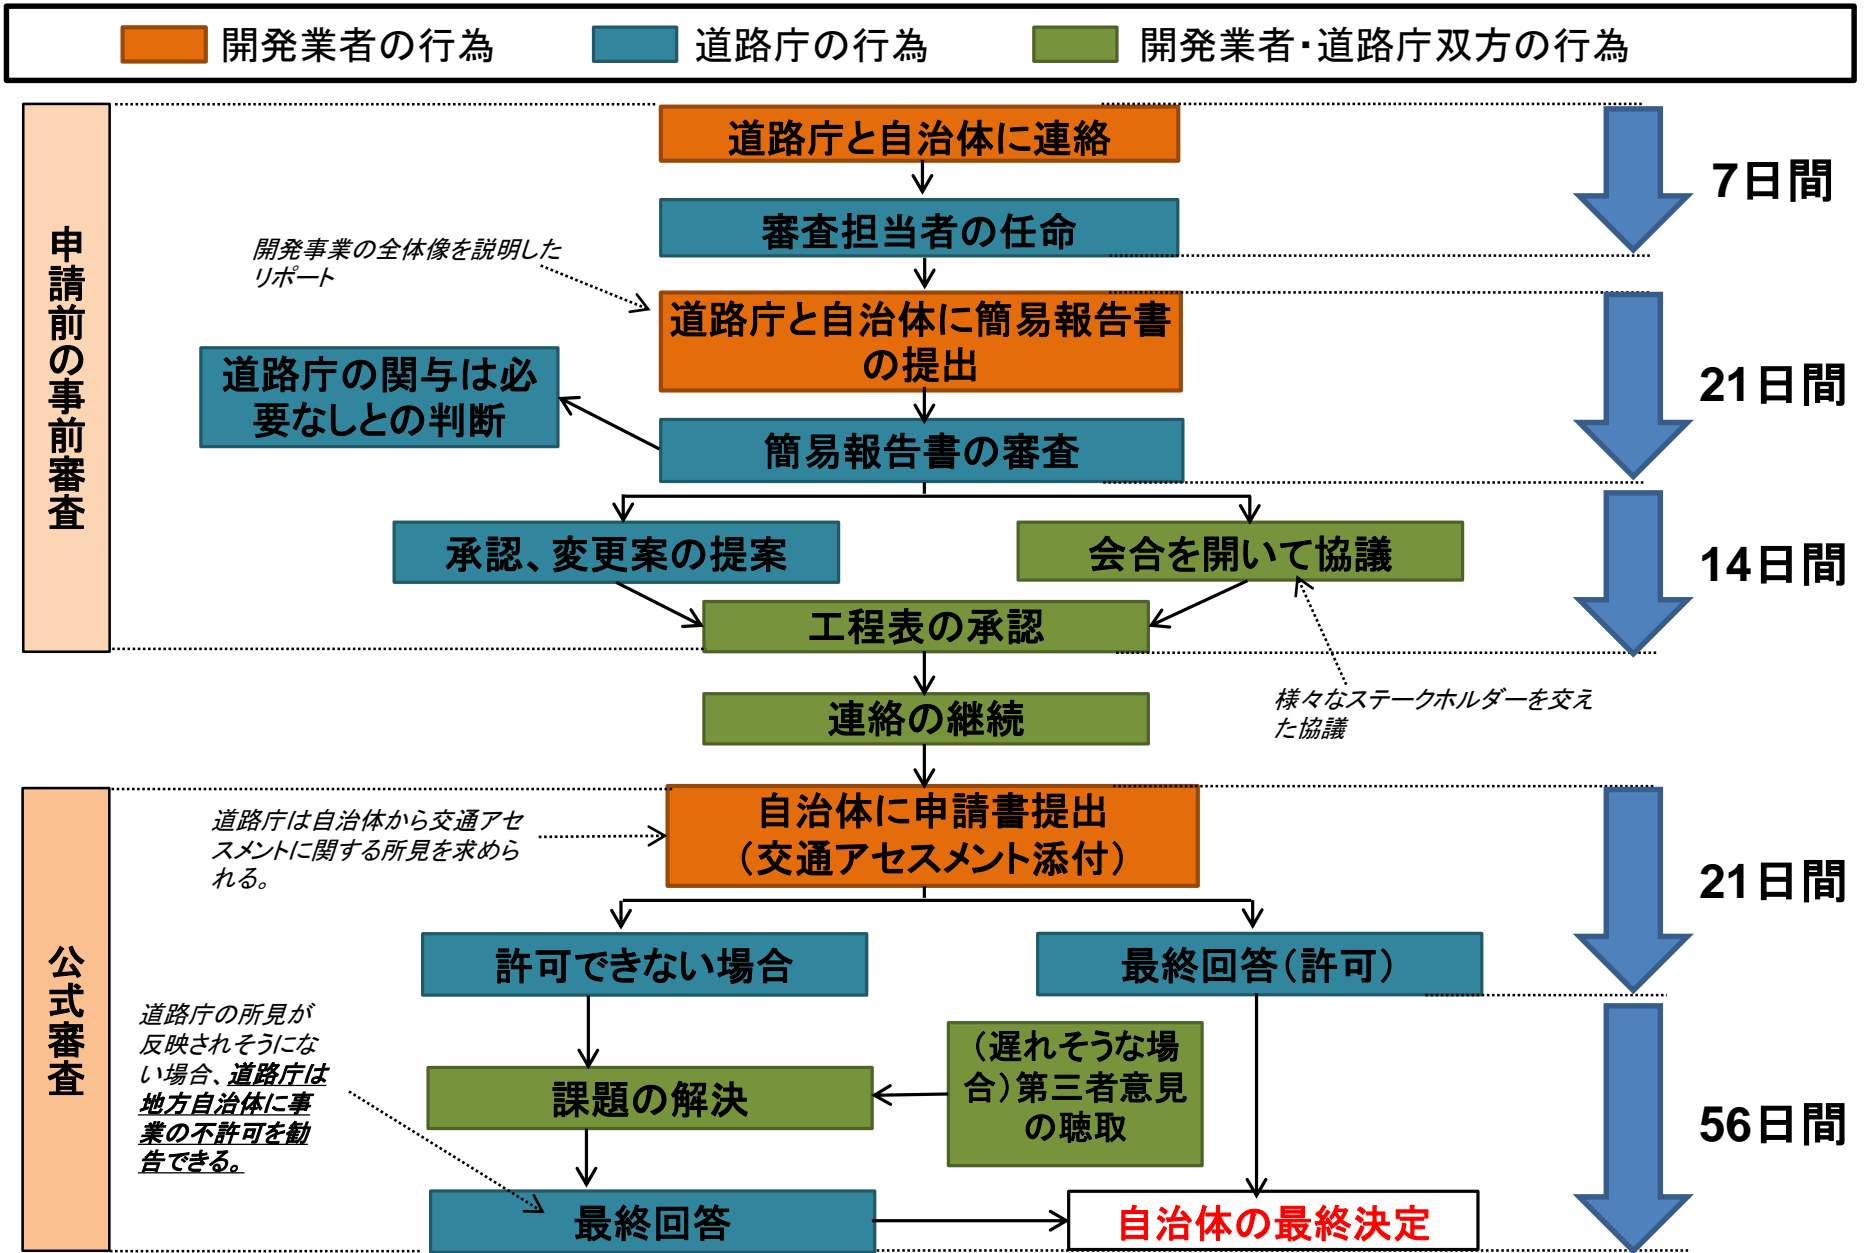 開発業者の行為
道路庁の行為
開発業者・道路庁双方の行為
申請前の事前審査
道路庁と自治体に連絡
7日間
審査担当者の任命
開発事業の全体像を説明した
リポート
道路庁と自治体に簡易報告書
の提出
21日間
道路庁の関与は必
要なしとの判断
簡易報告書の審査
承認、変更案の提案
会合を開いて協議
14日間
工程表の承認
連絡の継続
様々なステークホルダーを交え
た協議
公式審査
自治体に申請書提出
（交通アセスメント添付）
道路庁は自治体から交通アセ
スメントに関する所見を求めら
れる。
21日間
許可できない場合
最終回答（許可）
道路庁の所見が
反映されそうにな
い場合、道路庁は
地方自治体に事
業の不許可を勧
告できる。
（遅れそうな場
合）第三者意見
の聴取
課題の解決
56日間
最終回答
自治体の最終決定